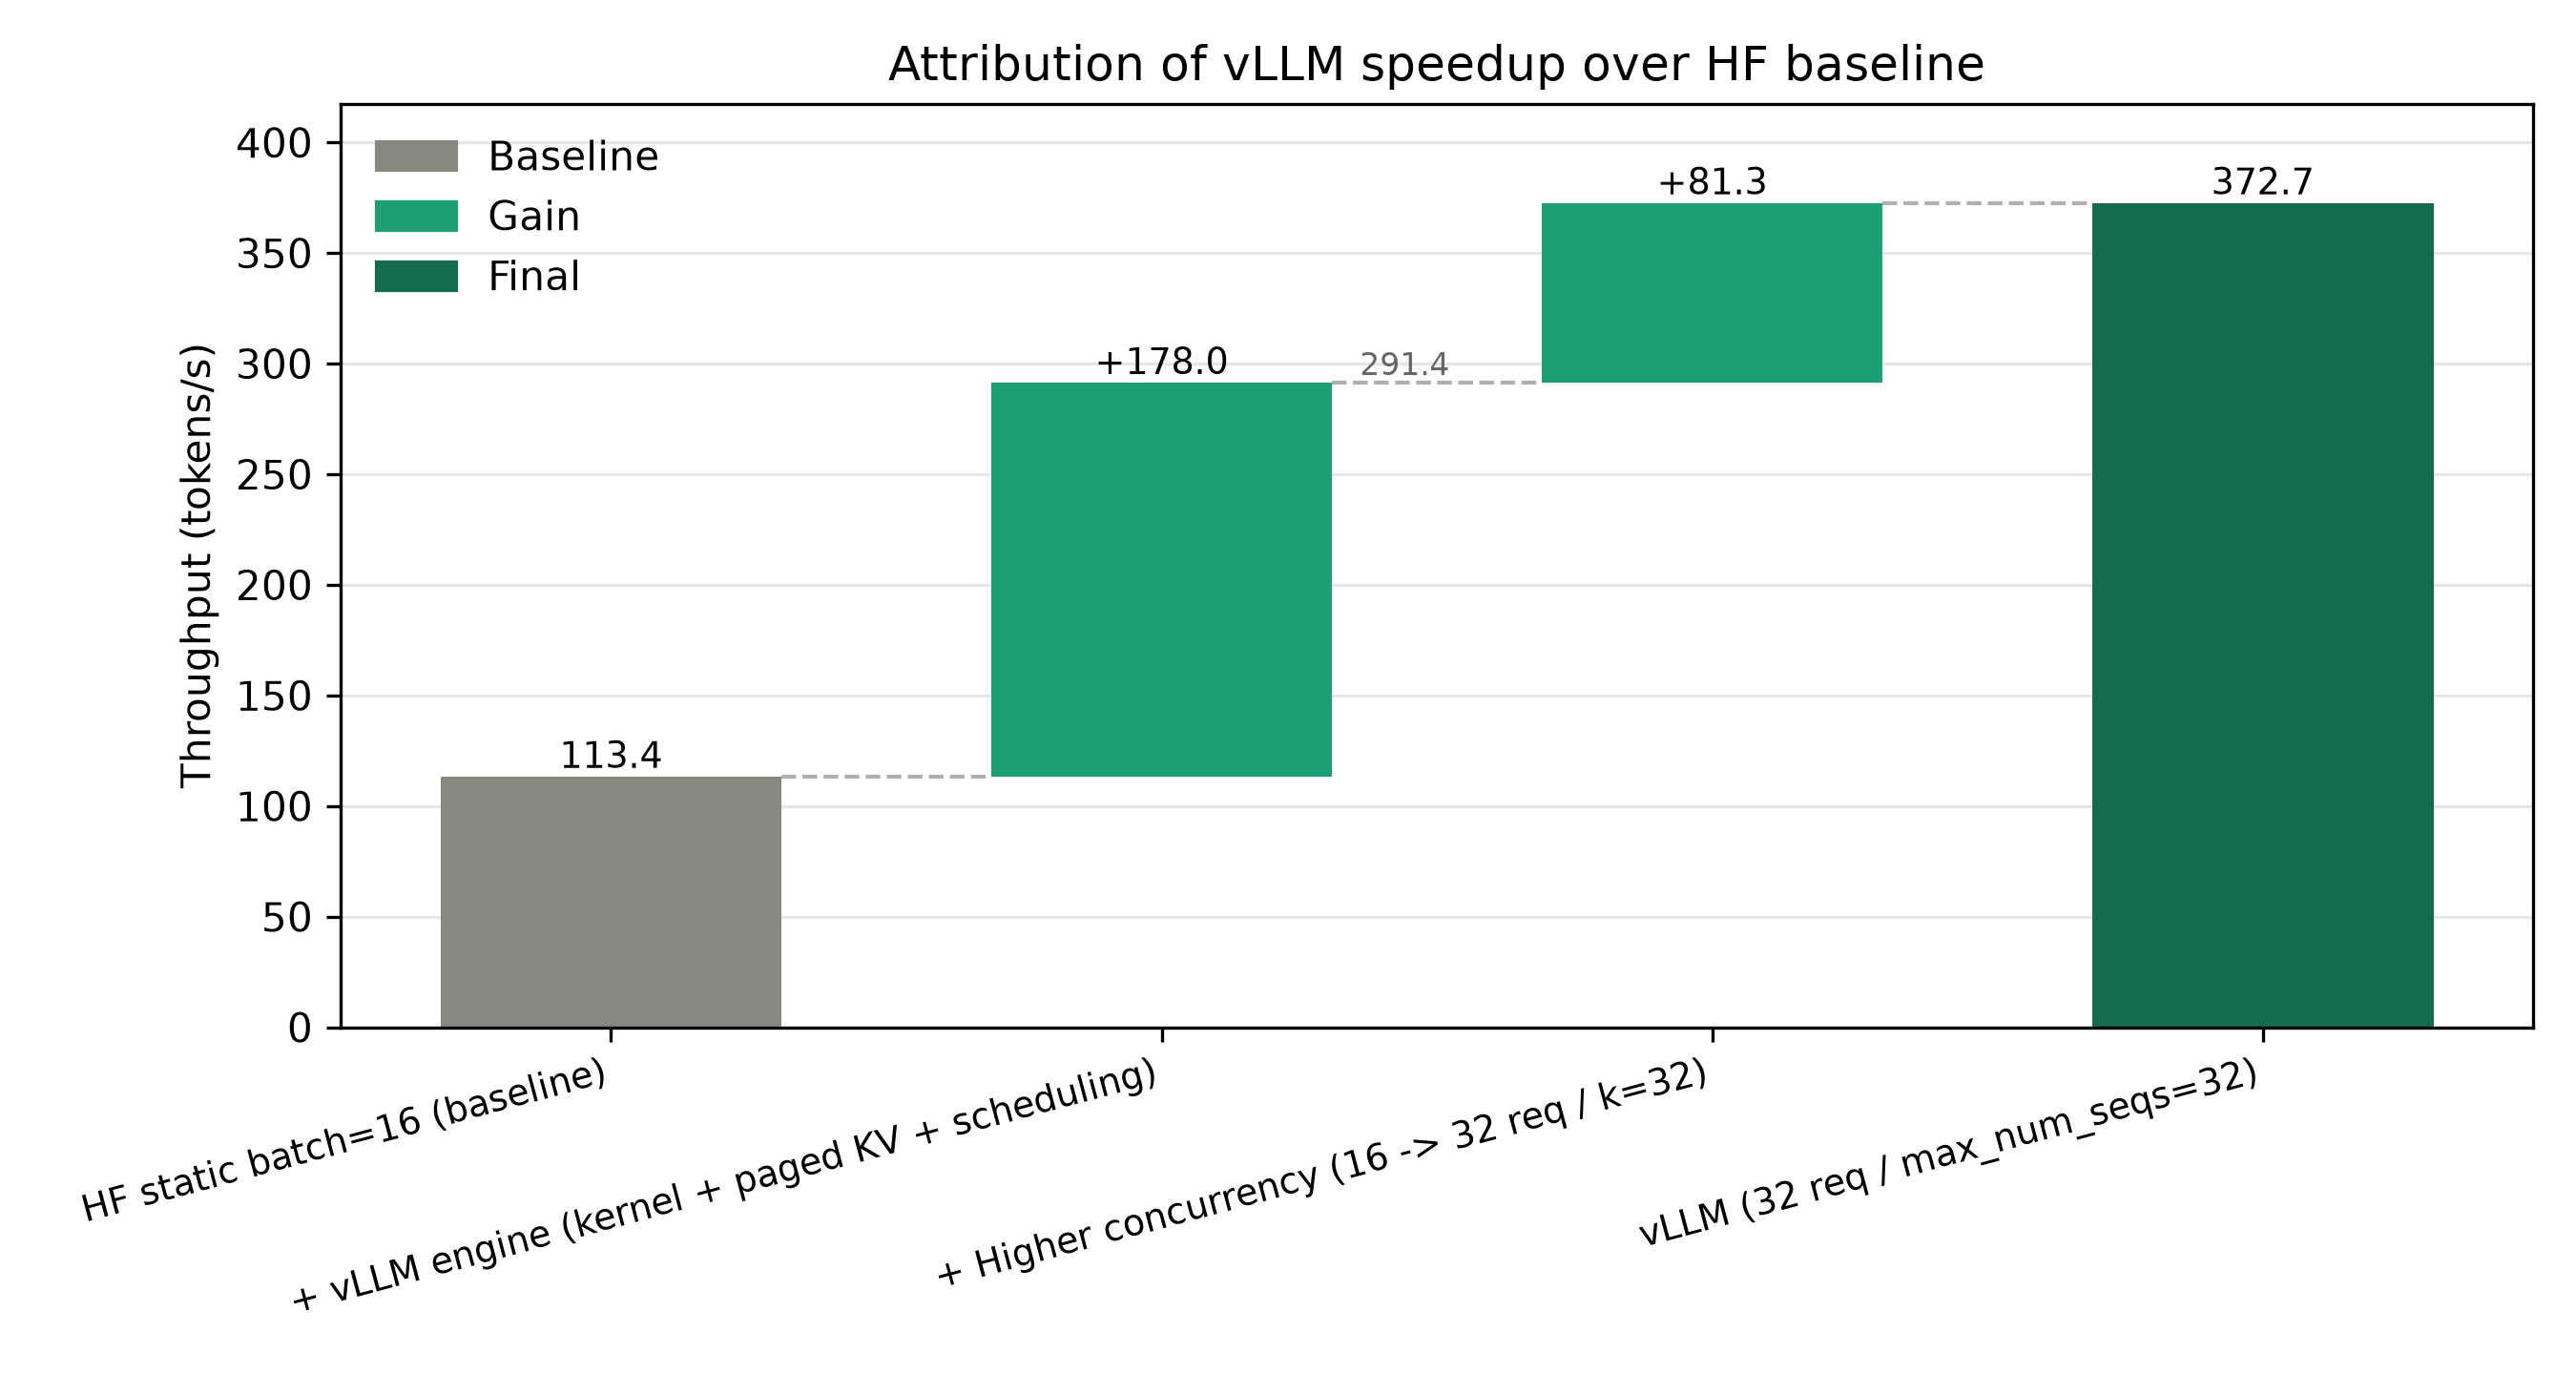 Attribution of vLLM speedup over HF baseline
Throughput (tokens/s)
400
350
300
250
200
150
100
50
0
Baseline
Gain
Final
113.4
+178.0
291.4
+81.3
372.7
HF static batch=16 (baseline)
+ vLLM engine (kernel + paged KV + scheduling)
+ Higher concurrency (16 -> 32 req / k=32)
vLLM (32 req / max_num_seqs=32)